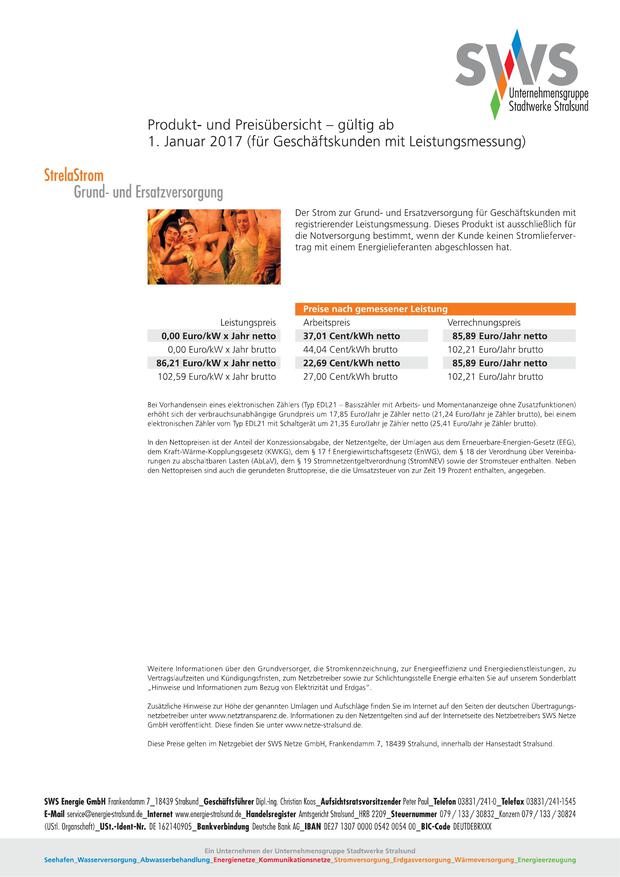 SWS
Unternehmensgruppe
Stadtwerke Stralsund
Produkt- und Preisübersicht – gültig ab
1. Januar 2017 (für Geschäftskunden mit Leistungsmessung)
StrelaStrom
Grund- und Ersatzversorgung
Der Strom zur Grund- und Ersatzversorgung für Geschäftskunden mit
registrierender Leistungsmessung. Dieses Produkt ist ausschließlich für
die Notversorgung bestimmt, wenn der Kunde keinen Stromlieferver-
trag mit einem Energielieferanten abgeschlossen hat.
Preise nach gemessener Leistung
Leistungspreis Arbeitspreis Verrechnungspreis
0,00 Euro/kW x Jahr netto 37,01 Cent/kWh netto 85,89 Euro/Jahr netto
0,00 Euro/kW x Jahr brutto 44,04 Cent/kWh brutto 102,21 Euro/Jahr brutto
86,21 Euro/kW x Jahr netto 22,69 Cent/kWh netto 85,89 Euro/Jahr netto
102,59 Euro/kW x Jahr brutto 27,00 Cent/kWh brutto 102,21 Euro/Jahr brutto
Bei Vorhandensein eines elektronischen Zählers (Typ EDL21 – Basiszähler mit Arbeits- und Momentananzeige ohne Zusatzfunktionen)
erhöht sich der verbrauchsunabhängige Grundpreis um 17,85 Euro/Jahr je Zähler netto (21,24 Euro/Jahr je Zähler brutto), bei einem
elektronischen Zähler vom Typ EDL21 mit Schaltgerät um 21,35 Euro/Jahr je Zähler netto (25,41 Euro/Jahr je Zähler brutto).
In den Nettopreisen ist der Anteil der Konzessionsabgabe, der Netzentgelte, der Umlagen aus dem Erneuerbare-Energien-Gesetz (EEG),
dem Kraft-Wärme-Kopplungsgesetz (KWKG), dem § 17 f Energiewirtschaftsgesetz (EnWG), dem § 18 der Verordnung über Vereinba-
rungen zu abschaltbaren Lasten (AbLaV), dem § 19 Stromnetzentgeltverordnung (StromNEV) sowie der Stromsteuer enthalten. Neben
den Nettopreisen sind auch die gerundeten Bruttopreise, die die Umsatzsteuer von zur Zeit 19 Prozent enthalten, angegeben.
Weitere Informationen über den Grundversorger, die Stromkennzeichnung, zur Energieeffizienz und Energiedienstleistungen, zu
Vertragslaufzeiten und Kündigungsfristen, zum Netzbetreiber sowie zur Schlichtungsstelle Energie erhalten Sie auf unserem Sonderblatt
„Hinweise und Informationen zum Bezug von Elektrizität und Erdgas“.
Zusätzliche Hinweise zur Höhe der genannten Umlagen und Aufschläge finden Sie im Internet auf den Seiten der deutschen Übertragungs-
netzbetreiber unter www.netztransparenz.de. Informationen zu den Netzentgelten sind auf der Internetseite des Netzbetreibers SWS Netze
GmbH veröffentlicht. Diese finden Sie unter www.netze-stralsund.de.
Diese Preise gelten im Netzgebiet der SWS Netze GmbH, Frankendamm 7, 18439 Stralsund, innerhalb der Hansestadt Stralsund.
SWS Energie GmbH Frankendamm 7_18439 Stralsund_Geschäftsführer Dipl.-Ing. Christian Koos_Aufsichtsratsvorsitzender Peter Paul_Telefon 03831/241-0_Telefax 03831/241-1545
E-Mail service@energie-stralsund.de_Internet www.energie-stralsund.de_Handelsregister Amtsgericht Stralsund_HRB 2209_Steuernummer 079/133/30832_Konzern 079/133/30824
(USt. Organschaft)_USt.-Ident-Nr. DE 162140905_Bankverbindung Deutsche Bank AG_IBAN DE27 1307 0000 0542 0054 00_BIC-Code DEUTDEBRXXX
Ein Unternehmen der Unternehmensgruppe Stadtwerke Stralsund
Seehafen_Wasserversorgung_Abwasserbehandlung_Energienetze_Kommunikationsnetze_Stromversorgung_Erdgasversorgung_Wärmeversorgung_Energieerzeugung